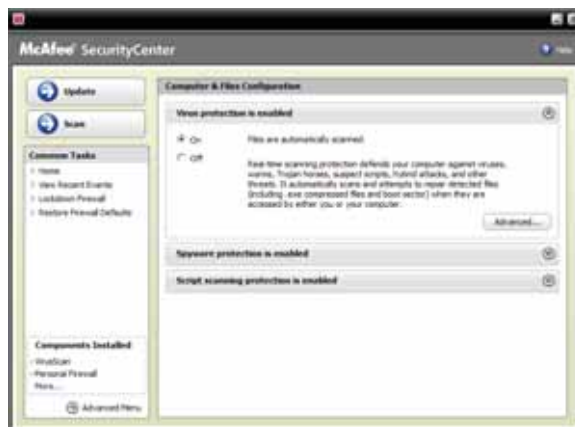 McAfee SecurityCenter
Help
Update
Scan
Common Tasks
Home
View Recent Events
Lockdown Firewall
Restore Firewall Defaults
Components Installed
VirusScan
Personal Firewall
More...
Advanced Menu
Computer & Files Configuration
Virus protection is enabled
On
Files are automatically scanned.
Off
Real-time scanning protection defends your computer against viruses,
worms, Trojan horses, suspect scripts, hybrid attacks, and other
threats. It automatically scans and attempts to repair detected files
(including .exe compressed files and boot sector) when they are
accessed by either you or your computer.
Advanced...
Spyware protection is enabled
Script scanning protection is enabled